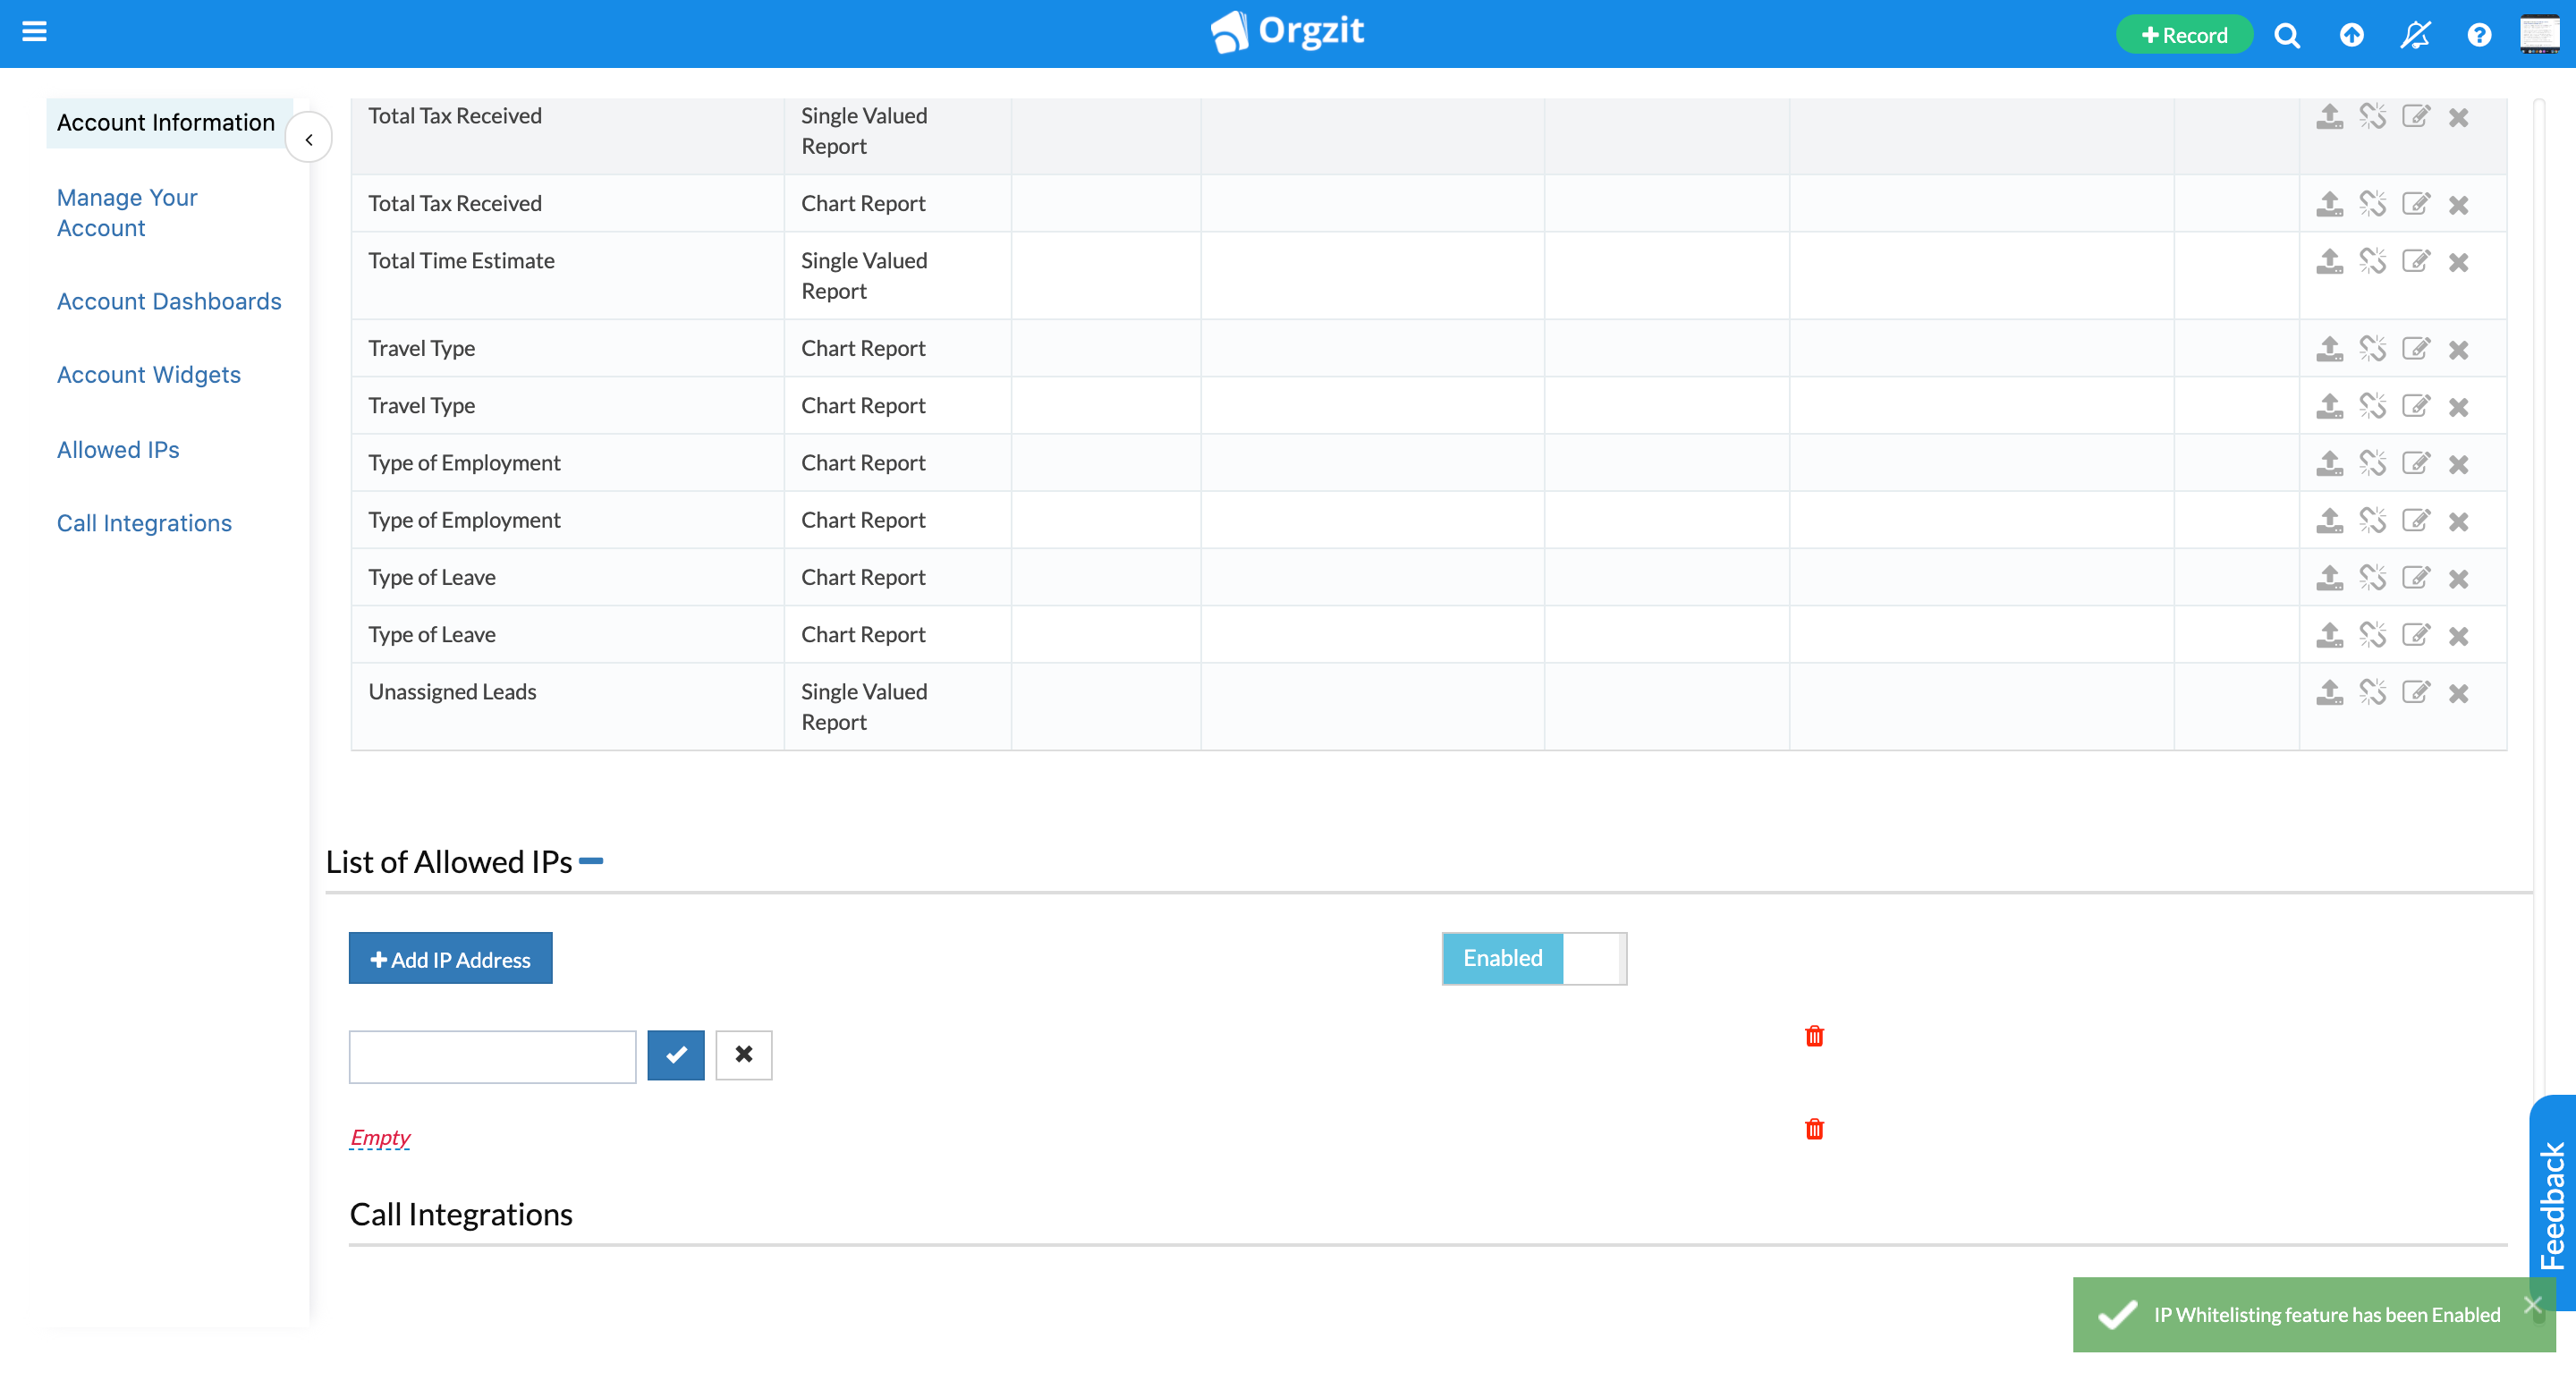 Orgzit
Record
Account Information
Manage Your
Account
Account Dashboards
Account Widgets
Allowed IPs
Call Integrations
Total Tax Received Single Valued
Report
Total Tax Received Chart Report
Total Time Estimate Single Valued
Report
Travel Type Chart Report
Travel Type Chart Report
Type of Employment Chart Report
Type of Employment Chart Report
Type of Leave Chart Report
Type of Leave Chart Report
Unassigned Leads Single Valued
Report
List of Allowed IPs
Add IP Address Enabled
Empty
Call Integrations
Feedback
IP Whitelisting feature has been Enabled